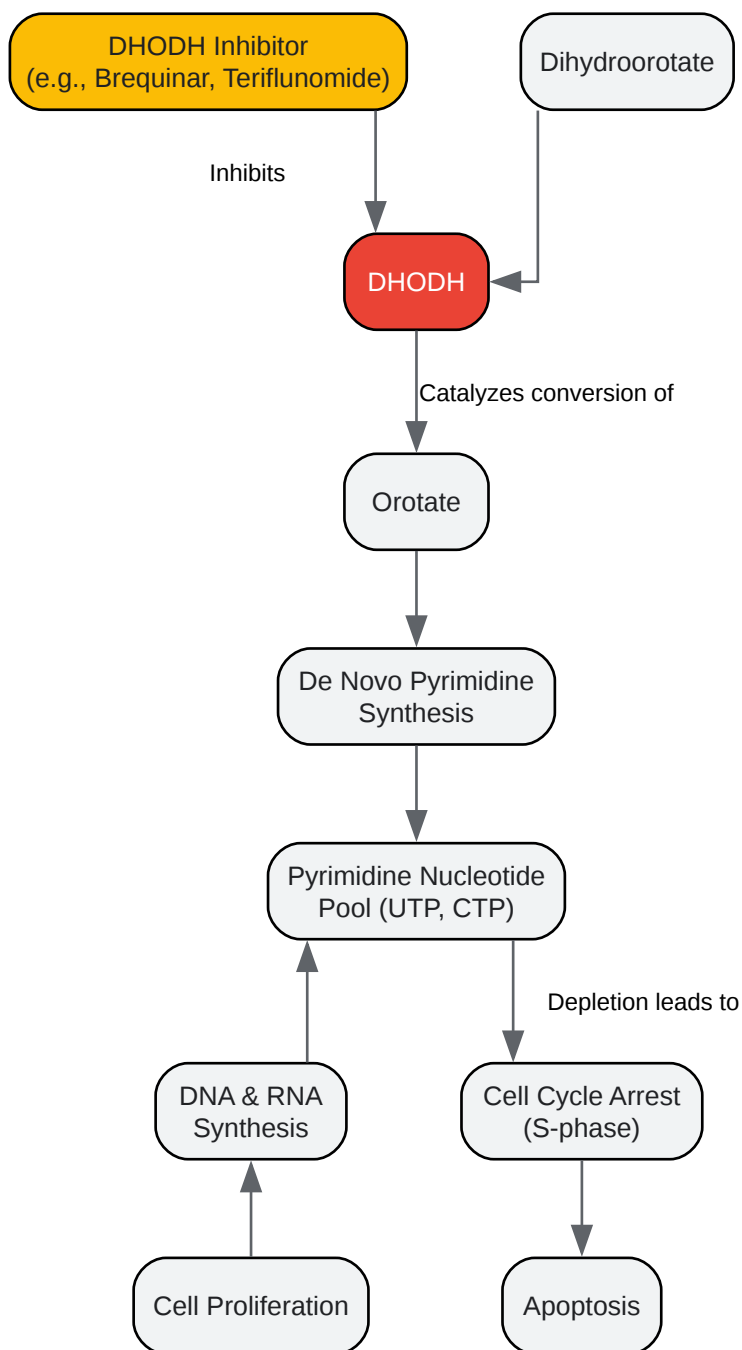 DHODH Inhibitor
(e.g., Brequinar, Teriflunomide)
Dihydroorotate
Inhibits
DHODH
Catalyzes conversion of
Orotate
De Novo Pyrimidine
Synthesis
Pyrimidine Nucleotide
Pool (UTP, CTP)
Depletion leads to
DNA & RNA
Synthesis
Cell Cycle Arrest
(S-phase)
Cell Proliferation
Apoptosis